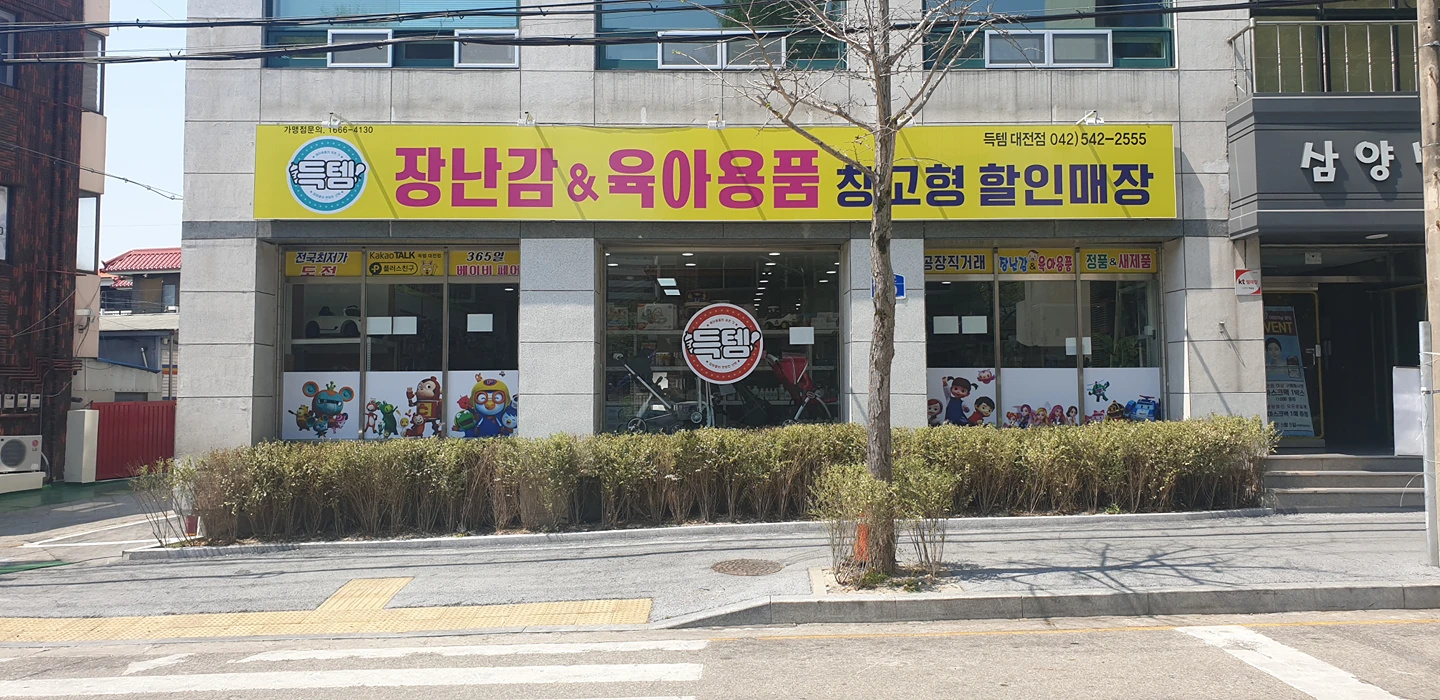 가맹점문의. 1666-4130
득템 대전점 042) 542-2555
득템
장난감 & 육아용품 창고형 할인매장
삼양
전국최저가
도전
KakaoTALK
플러스친구
365일
베이비 페어
공장직거래
장난감&육아용품
정품&새제품
득템
EVENT